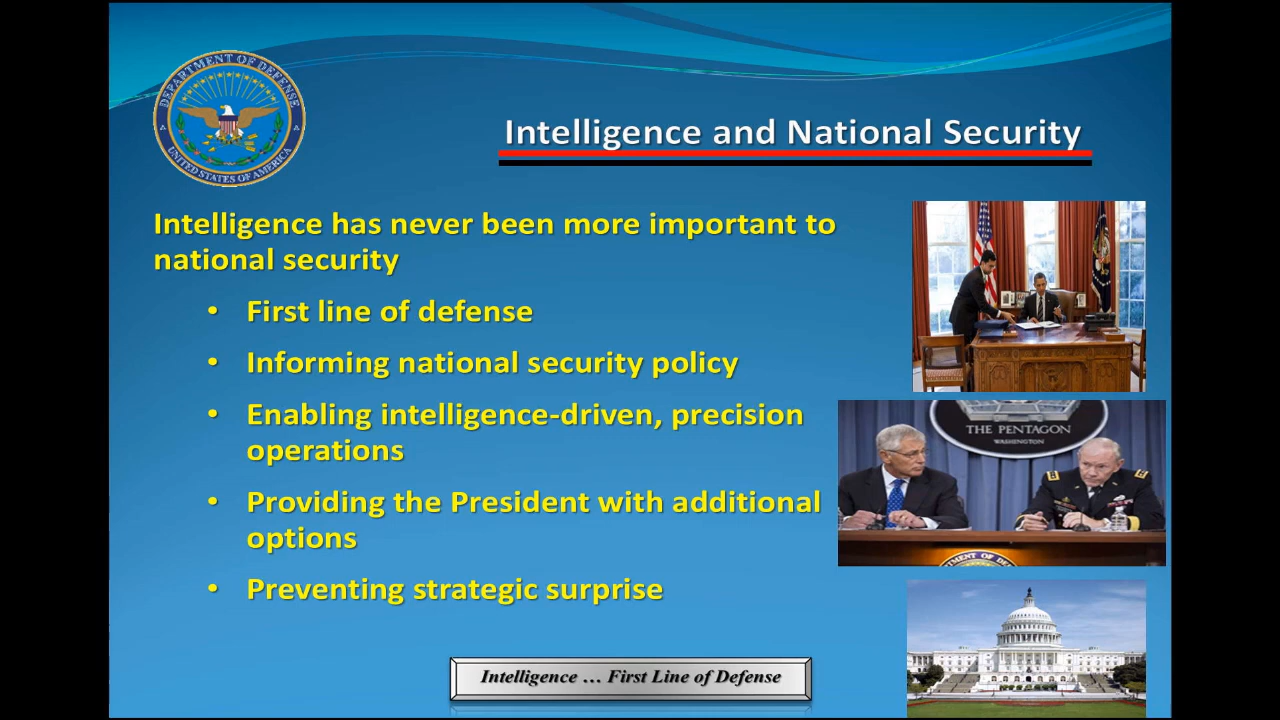 DEPARTMENT OF DEFENSE
UNITED STATES OF AMERICA
Intelligence and National Security
Intelligence has never been more important to
national security
• First line of defense
• Informing national security policy
• Enabling intelligence-driven, precision
operations
• Providing the President with additional
options
• Preventing strategic surprise
THE PENTAGON
WASHINGTON
Intelligence … First Line of Defense